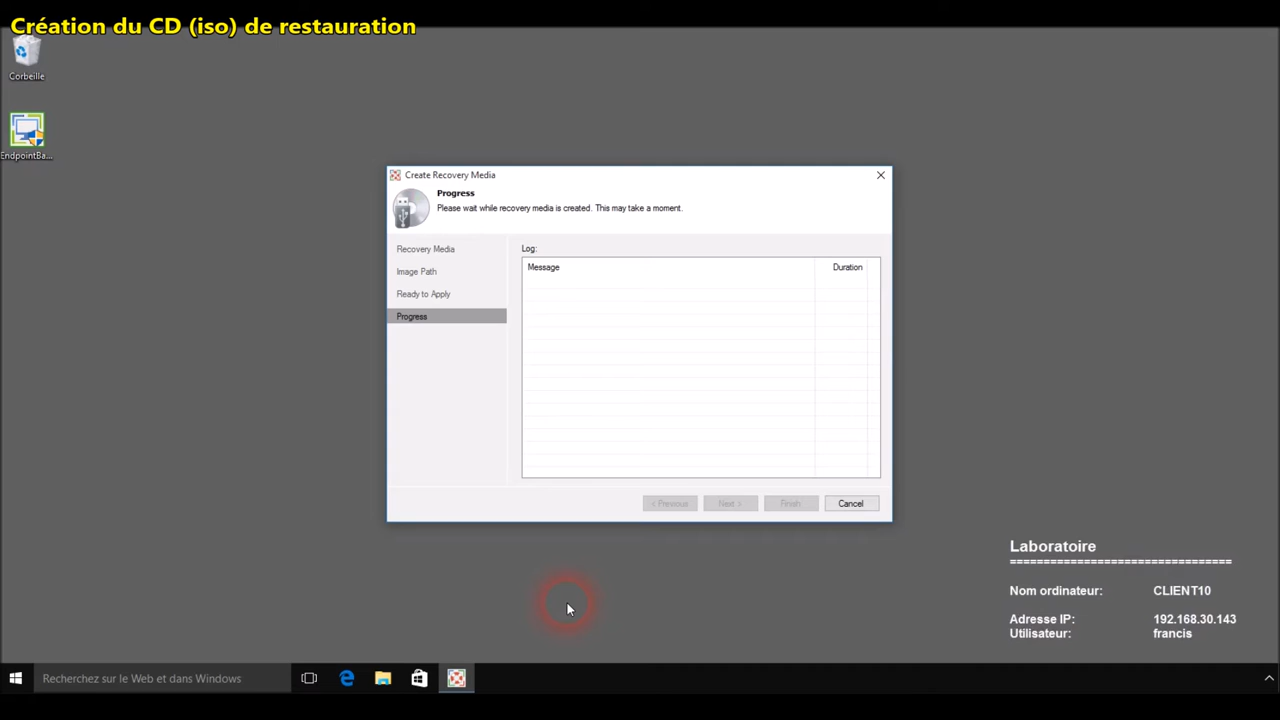 Création du CD (iso) de restauration
Corbeille
EndpointBa...
Create Recovery Media
Progress
Please wait while recovery media is created. This may take a moment.
Recovery Media
Image Path
Ready to Apply
Progress
Log:
Message Duration
< Previous Next > Finish Cancel
Laboratoire
=================================
Nom ordinateur: CLIENT10
Adresse IP: 192.168.30.143
Utilisateur: francis
Recherchez sur le Web et dans Windows